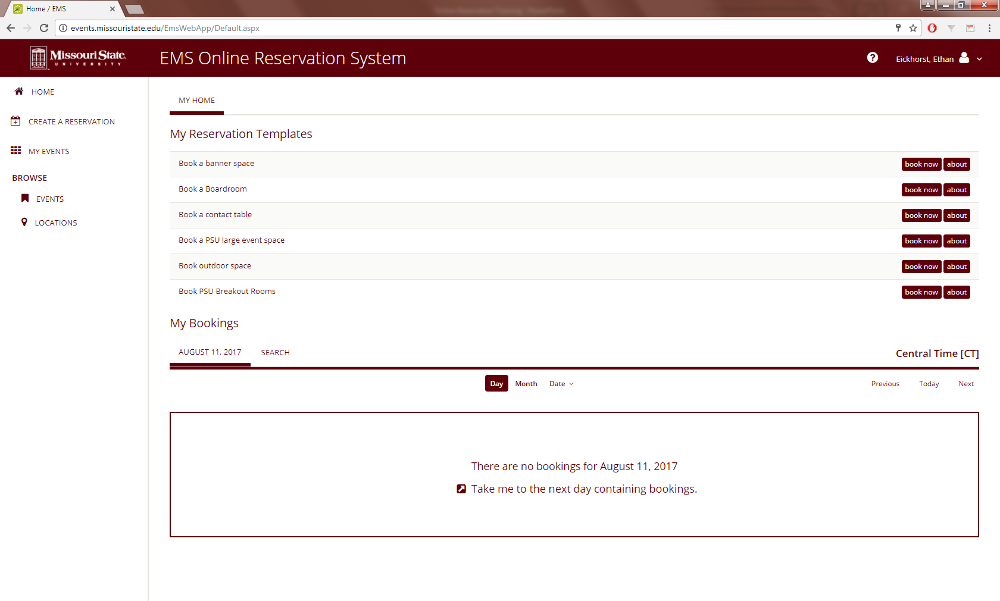 Home / EMS
events.missouristate.edu/EmsWebApp/Default.aspx
Missouri State
UNIVERSITY
EMS Online Reservation System
Eickhorst, Ethan
HOME
CREATE A RESERVATION
MY EVENTS
BROWSE
EVENTS
LOCATIONS
MY HOME
My Reservation Templates
Book a banner space book now about
Book a Boardroom book now about
Book a contact table book now about
Book a PSU large event space book now about
Book outdoor space book now about
Book PSU Breakout Rooms book now about
My Bookings
AUGUST 11, 2017 SEARCH Central Time [CT]
Day Month Date Previous Today Next
There are no bookings for August 11, 2017
Take me to the next day containing bookings.